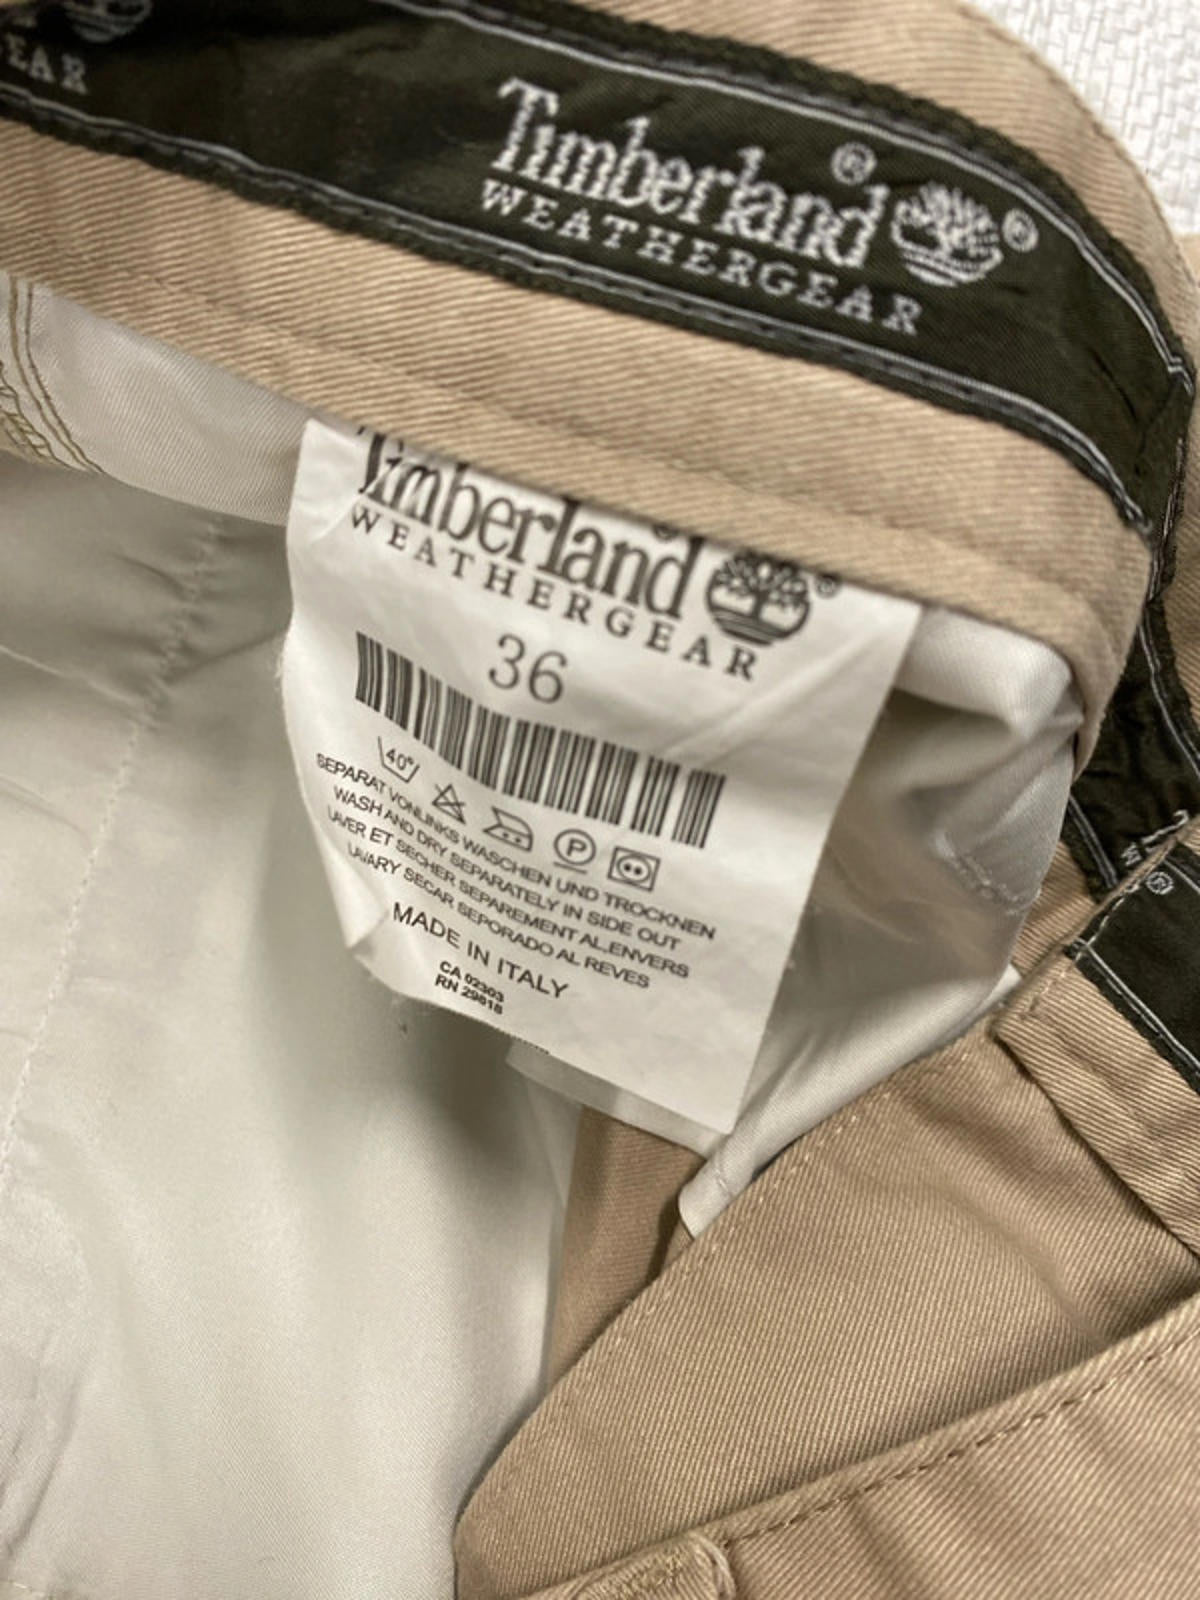 EAR
Timberland ® ®
WEATHERGEAR
Timberland ®
WEATHERGEAR
36
40°
P
SEPARAT VONLINKS WASCHEN UND TROCKNEN
WASH AND DRY SEPARATELY IN SIDE OUT
LAVER ET SECHER SEPAREMENT AL,ENVERS
LAVARY SECAR SEPORADO AL REVES
MADE IN ITALY
CA 02303
RN 29818